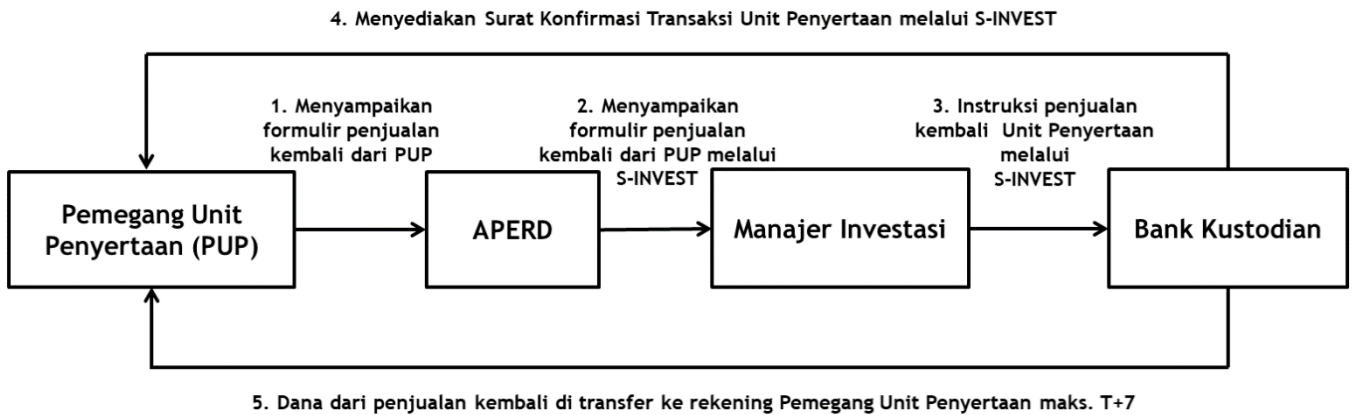 4. Menyediakan Surat Konfirmasi Transaksi Unit Penyertaan melalui S-INVEST
1. Menyampaikan
formulir penjualan
kembali dari PUP
2. Menyampaikan
formulir penjualan
kembali dari PUP melalui
S-INVEST
3. Instruksi penjualan
kembali Unit Penyertaan
melalui
S-INVEST
Pemegang Unit
Penyertaan (PUP)
APERD
Manajer Investasi
Bank Kustodian
5. Dana dari penjualan kembali di transfer ke rekening Pemegang Unit Penyertaan maks. T+7